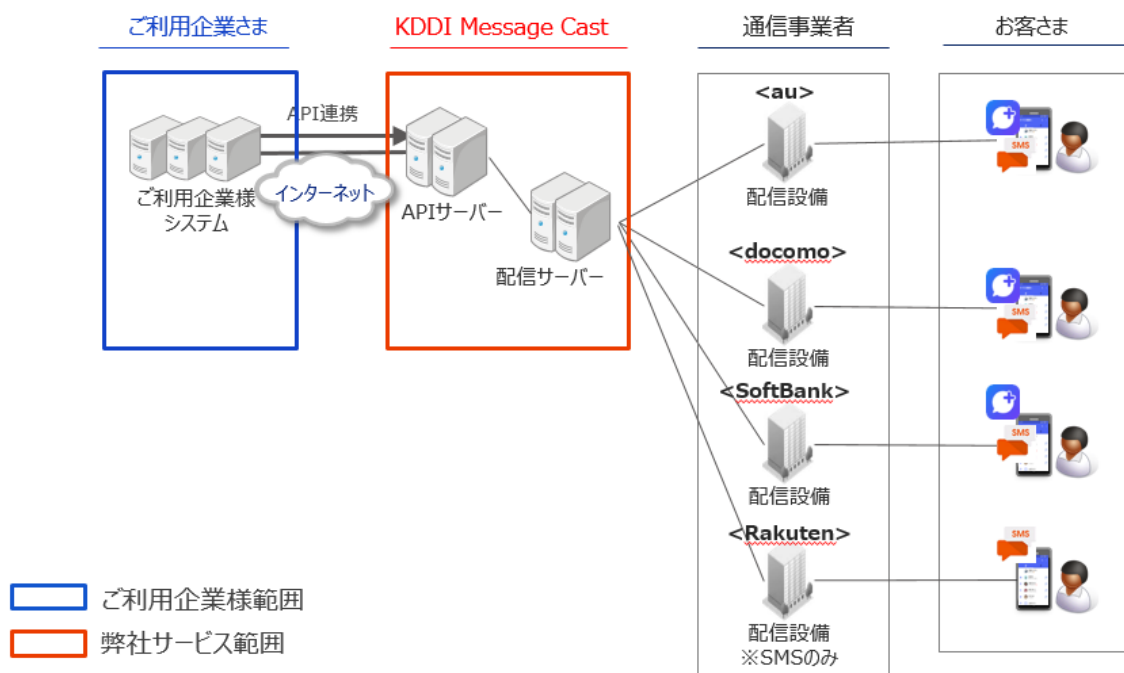 ご利用企業さま
KDDI Message Cast
通信事業者
お客さま
API連携
インターネット
ご利用企業様
システム
APIサーバー
配信サーバー
<au>
配信設備
<docomo>
配信設備
<SoftBank>
配信設備
<Rakuten>
配信設備
※SMSのみ
SMS
SMS
SMS
SMS
ご利用企業様範囲
弊社サービス範囲